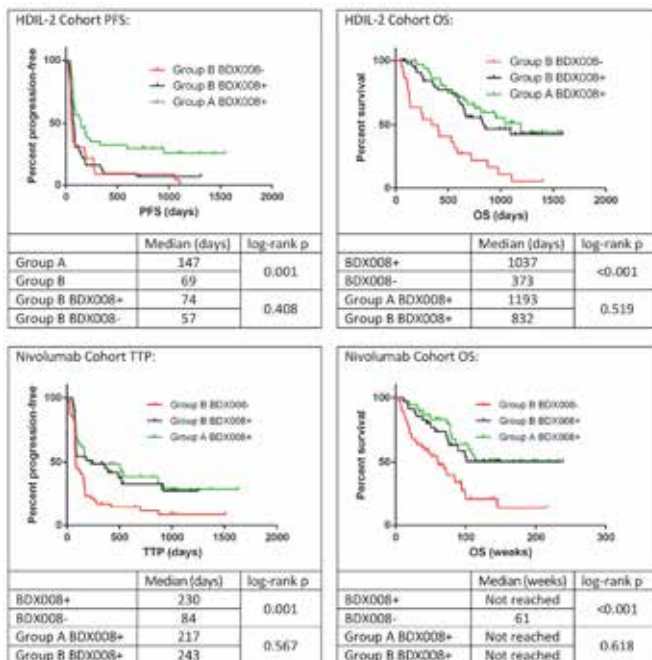 HDIL-2 Cohort PFS:
Percent progression-free
100
50
0
0 500 1000 1500 2000
PFS (days)
Group B BDX008-
Group B BDX008+
Group A BDX008+
Median (days) log-rank p
Group A 147 0.001
Group B 69
Group B BDX008+ 74 0.408
Group B BDX008- 57
HDIL-2 Cohort OS:
Percent survival
100
50
0
0 500 1000 1500 2000
OS (days)
Group B BDX008-
Group B BDX008+
Group A BDX008+
Median (days) log-rank p
BDX008+ 1037 <0.001
BDX008- 373
Group A BDX008+ 1193 0.519
Group B BDX008+ 832
Nivolumab Cohort TTP:
Percent progression-free
100
50
0
0 500 1000 1500 2000
TTP (days)
Group B BDX008-
Group B BDX008+
Group A BDX008+
Median (days) log-rank p
BDX008+ 230 0.001
BDX008- 84
Group A BDX008+ 217 0.567
Group B BDX008+ 243
Nivolumab Cohort OS:
Percent survival
100
50
0
0 100 200 300
OS (weeks)
Group B BDX008-
Group B BDX008+
Group A BDX008+
Median (weeks) log-rank p
BDX008+ Not reached <0.001
BDX008- 61
Group A BDX008+ Not reached 0.618
Group B BDX008+ Not reached